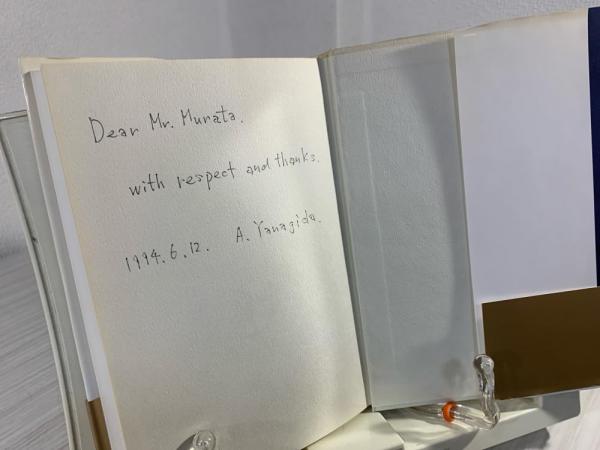 Dear Mr. Murata.
with respect and thanks.
1994.6.12. A. Yanagida.